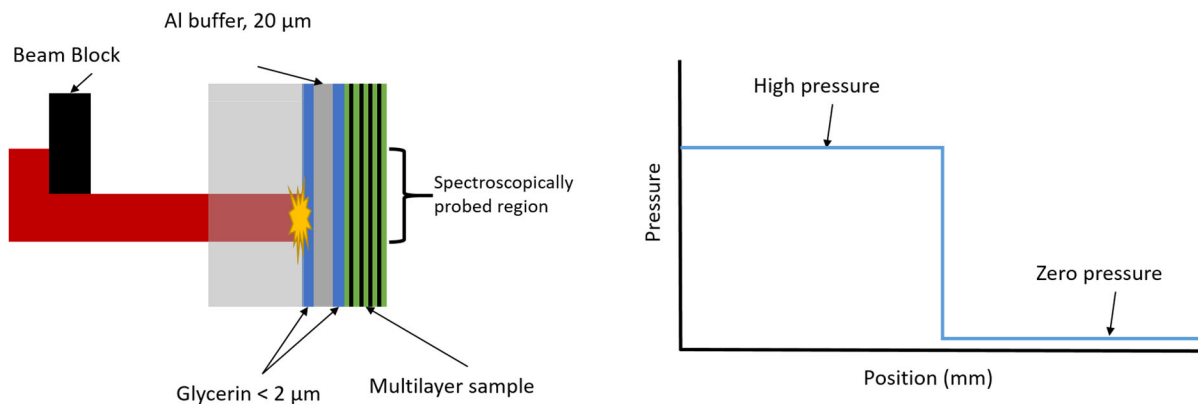 Al buffer, 20 μm
Beam Block
Spectroscopically
probed region
Glycerin < 2 μm
Multilayer sample
High pressure
Pressure
Zero pressure
Position (mm)